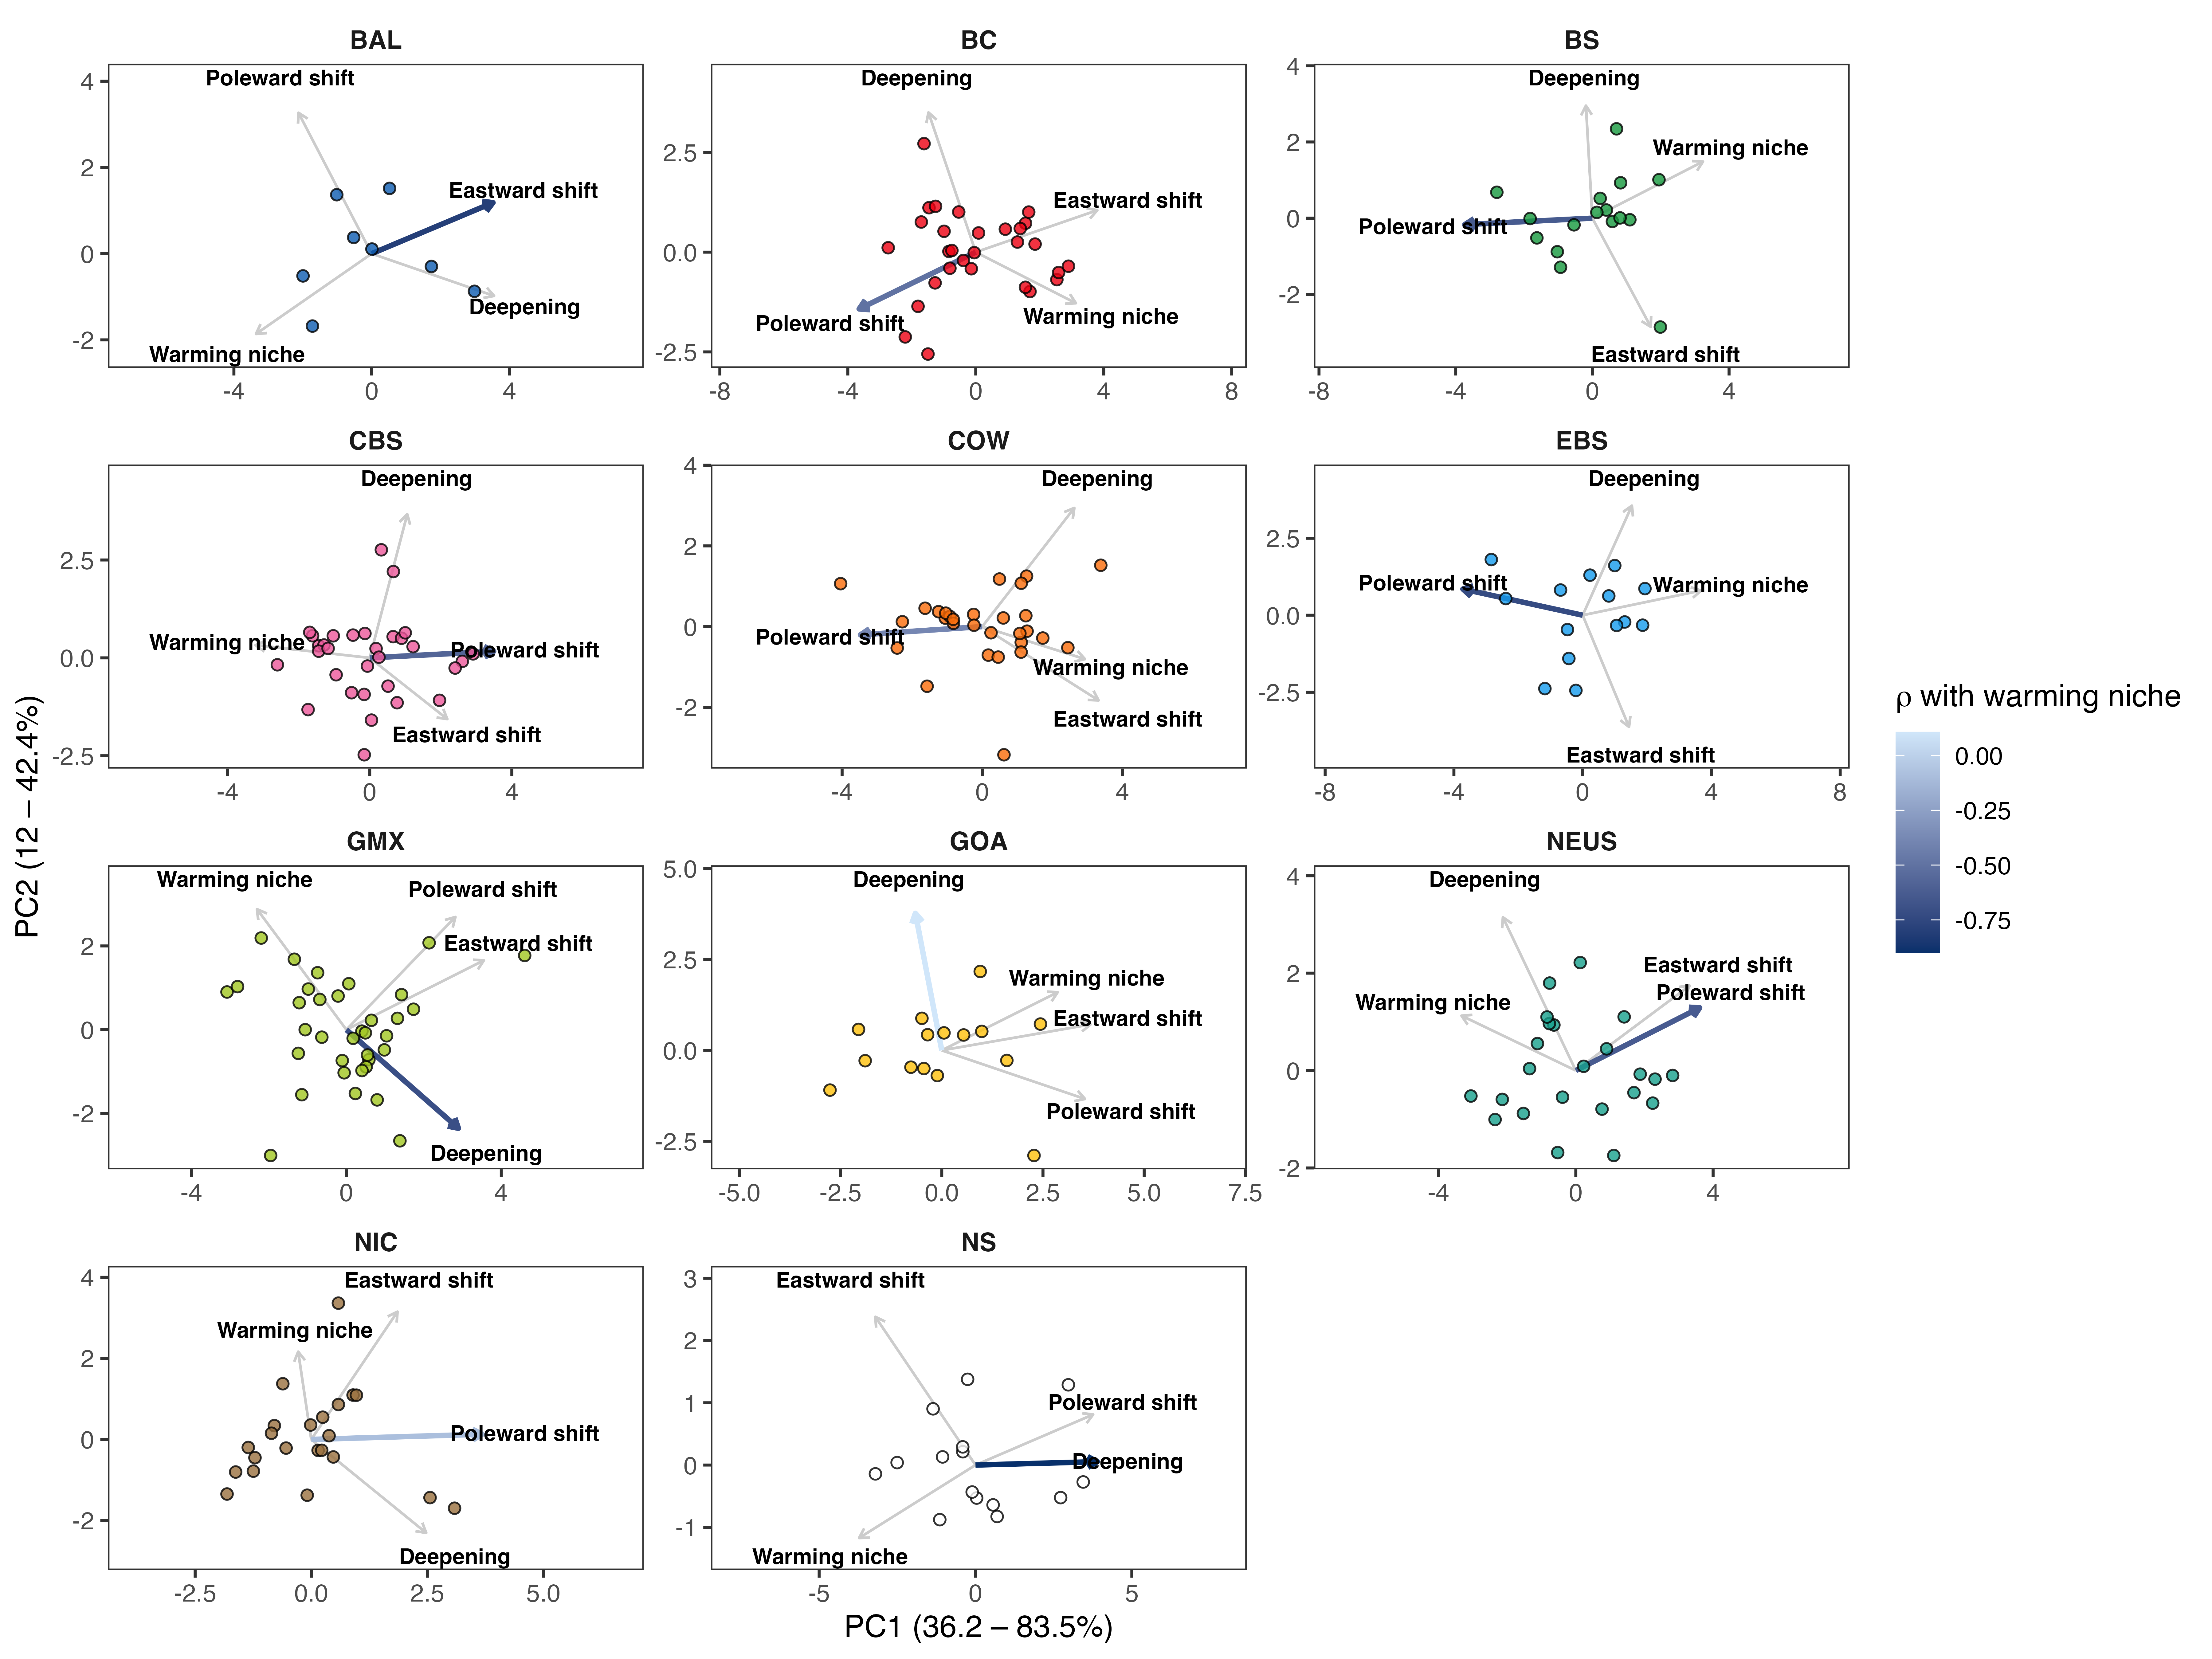 BAL
BC
BS
Poleward shift
Eastward shift
Deepening
Warming niche
4
2
0
-2
-4
0
4
Deepening
Eastward shift
Poleward shift
Warming niche
2.5
0.0
-2.5
-8
-4
0
4
8
Deepening
Warming niche
Poleward shift
Eastward shift
4
2
0
-2
-8
-4
0
4
CBS
COW
EBS
Deepening
Warming niche
Poleward shift
Eastward shift
2.5
0.0
-2.5
-4
0
4
Deepening
Poleward shift
Warming niche
Eastward shift
4
2
0
-2
-4
0
4
Deepening
Poleward shift
Warming niche
Eastward shift
2.5
0.0
-2.5
-8
-4
0
4
8
GMX
GOA
NEUS
Warming niche
Poleward shift
Eastward shift
Deepening
2
0
-2
-4
0
4
Deepening
Warming niche
Eastward shift
Poleward shift
5.0
2.5
0.0
-2.5
-5.0
-2.5
0.0
2.5
5.0
7.5
Deepening
Eastward shift
Poleward shift
Warming niche
4
2
0
-2
-4
0
4
NIC
NS
Eastward shift
Warming niche
Poleward shift
Deepening
4
2
0
-2
-2.5
0.0
2.5
5.0
Eastward shift
Poleward shift
Deepening
Warming niche
3
2
1
0
-1
-5
0
5
PC1 (36.2 – 83.5%)
PC2 (12 – 42.4%)
ρ with warming niche
0.00
-0.25
-0.50
-0.75